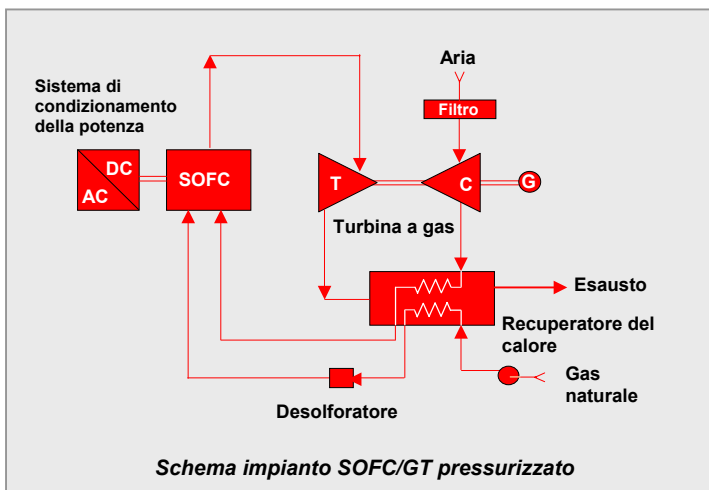 Sistema di
condizionamento
della potenza
Aria
Filtro
DC
AC
SOFC
T
C
G
Turbina a gas
Esausto
Recuperatore del
calore
Gas
naturale
Desolforatore
Schema impianto SOFC/GT pressurizzato